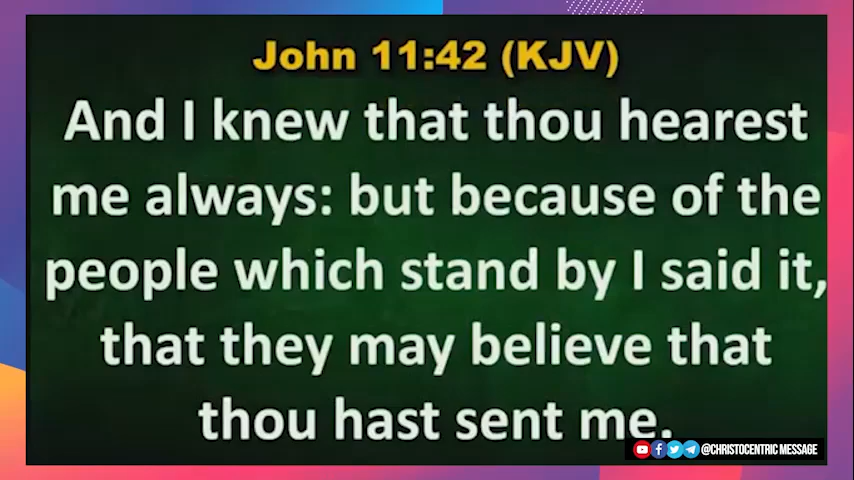 John 11:42 (KJV)
And I knew that thou hearest
me always: but because of the
people which stand by I said it,
that they may believe that
thou hast sent me.
@CHRISTOCENTRIC MESSAGE